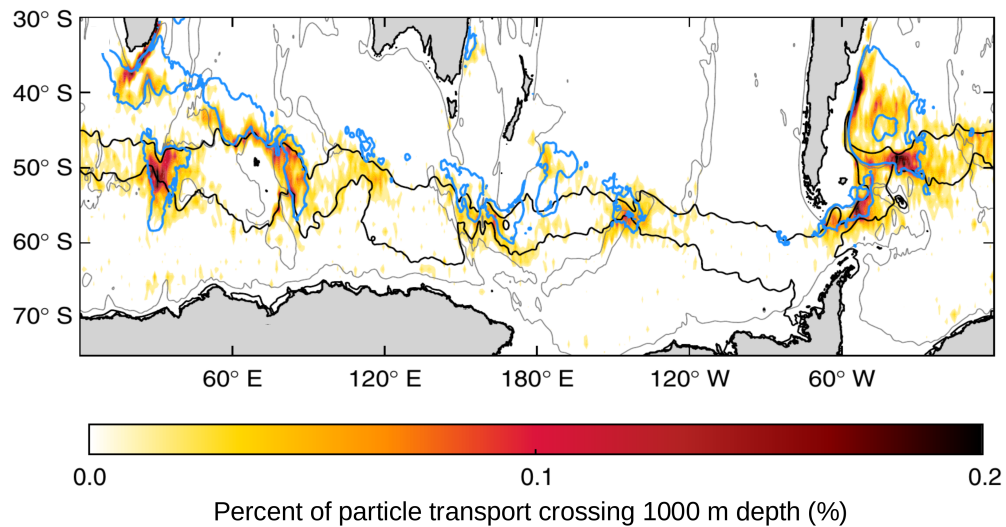 30° S
40° S
50° S
60° S
70° S
60° E 120° E 180° E 120° W 60° W
0.0 0.1 0.2
Percent of particle transport crossing 1000 m depth (%)